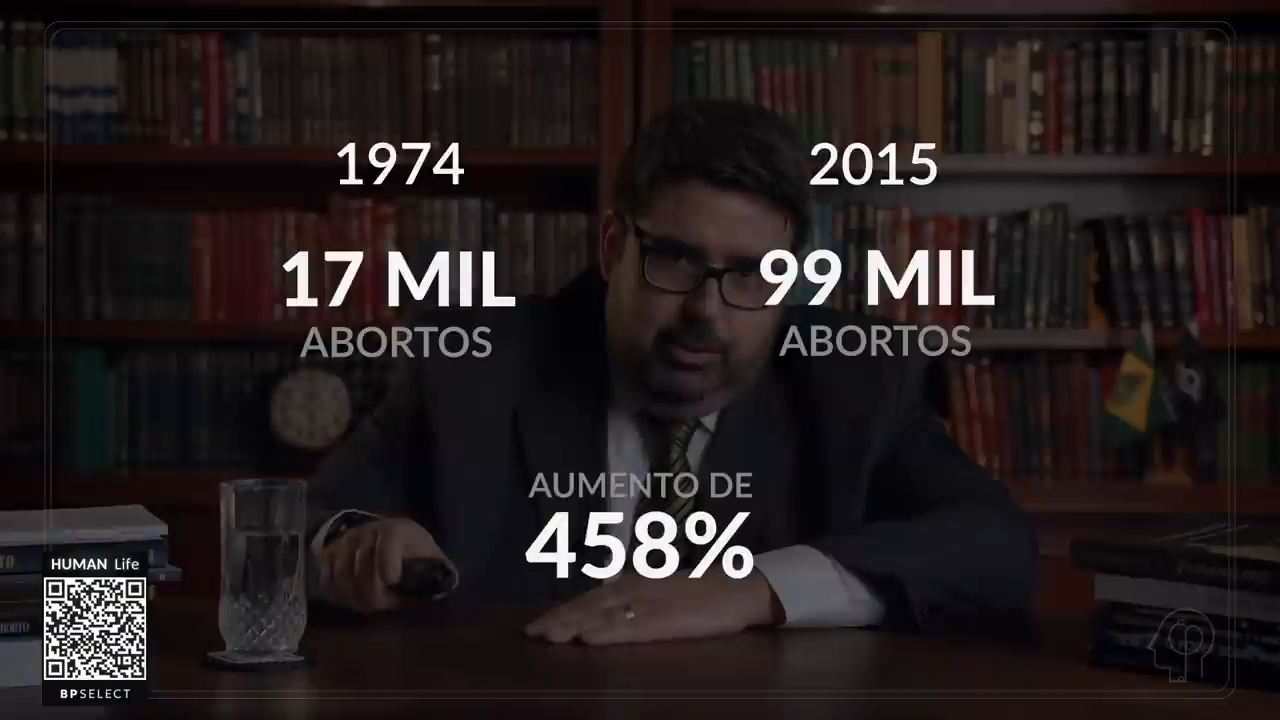 1974
2015
17 MIL
99 MIL
ABORTOS
ABORTOS
AUMENTO DE
458%
HUMAN Life
BPSELECT